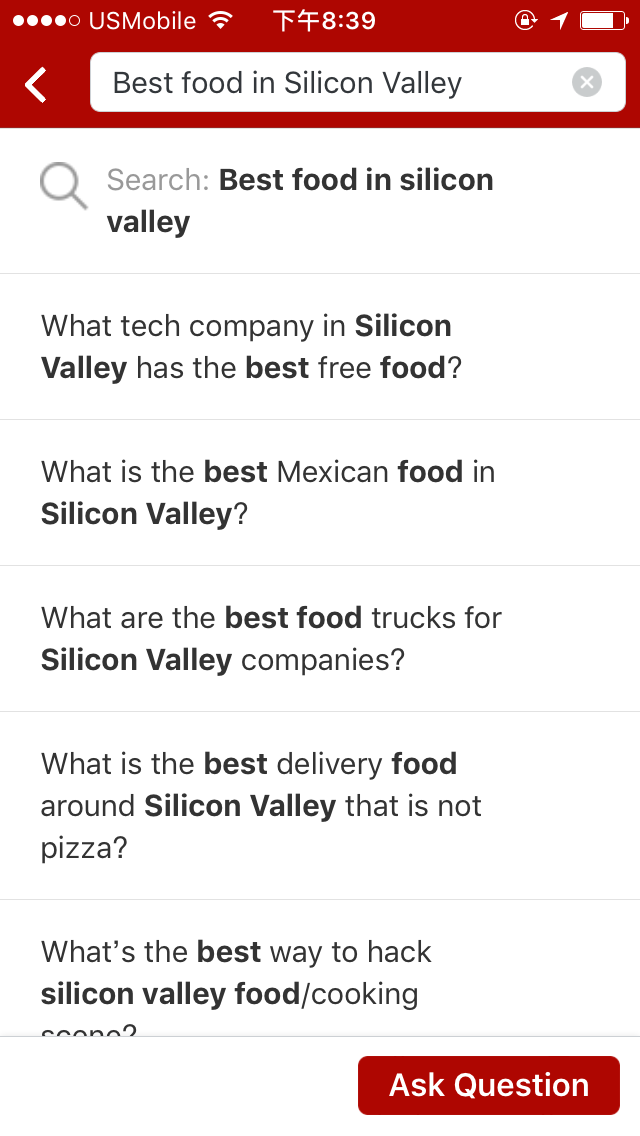 USMobile 下午8:39
Best food in Silicon Valley
Search: Best food in silicon
valley
What tech company in Silicon
Valley has the best free food?
What is the best Mexican food in
Silicon Valley?
What are the best food trucks for
Silicon Valley companies?
What is the best delivery food
around Silicon Valley that is not
pizza?
What’s the best way to hack
silicon valley food/cooking
scene?
Ask Question